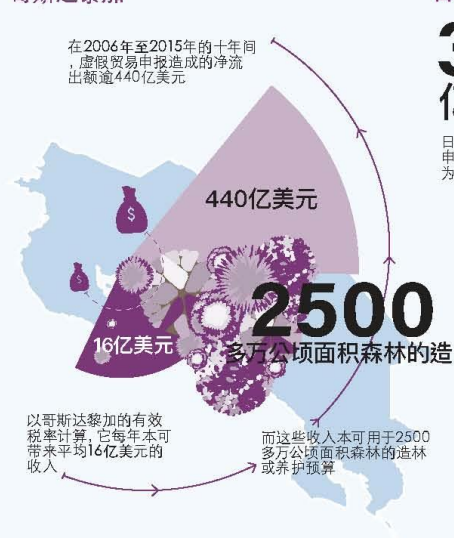 在2006年至2015年的十年间
，虚假贸易申报造成的净流
出额逾440亿美元
440亿美元
$
$
2500
多万公顷面积森林的造
16亿美元
以哥斯达黎加的有效
税率计算，它每年本可
带来平均16亿美元的
收入
而这些收入本可用于2500
多万公顷面积森林的造林
或养护预算
日
申
为